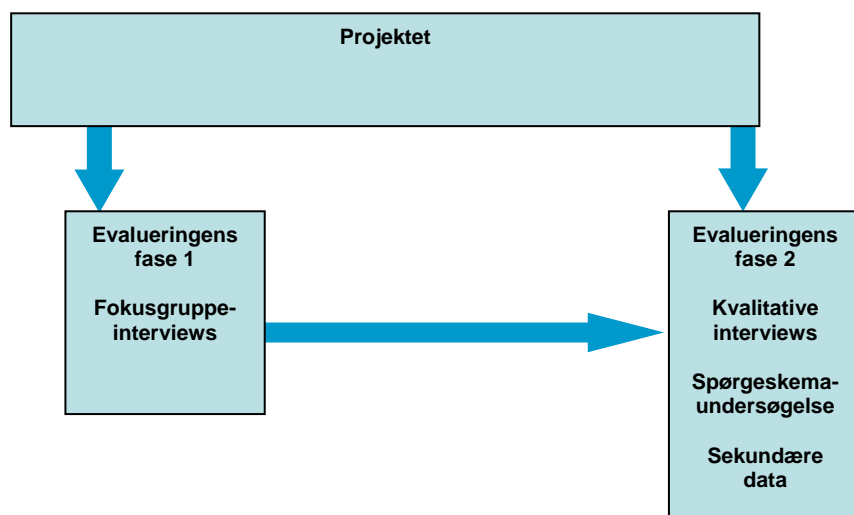 Projektet
Evalueringens
fase 1
Fokusgruppe-
interviews
Evalueringens
fase 2
Kvalitative
interviews
Spørgeskema-
undersøgelse
Sekundære
data